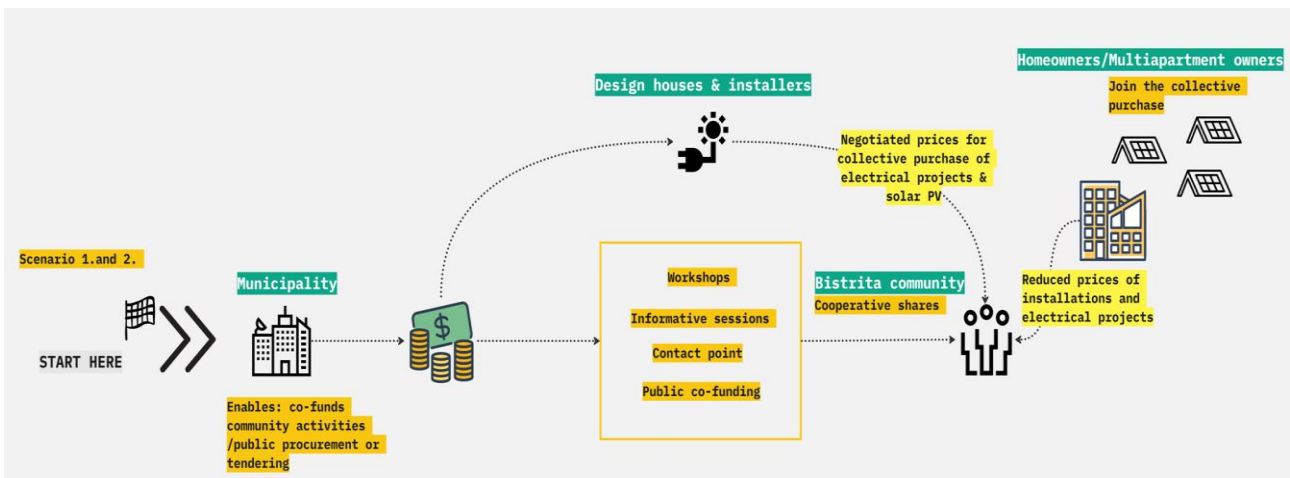 Scenario 1.and 2.
START HERE
Municipality
Enables: co-funds
community activities
/public procurement or
tendering
$
Design houses & installers
Workshops
Informative sessions
Contact point
Public co-funding
Negotiated prices for
collective purchase of
electrical projects &
solar PV
Bistrita community
Cooperative shares
Homeowners/Multiapartment owners
Join the collective
purchase
Reduced prices of
installations and
electrical projects